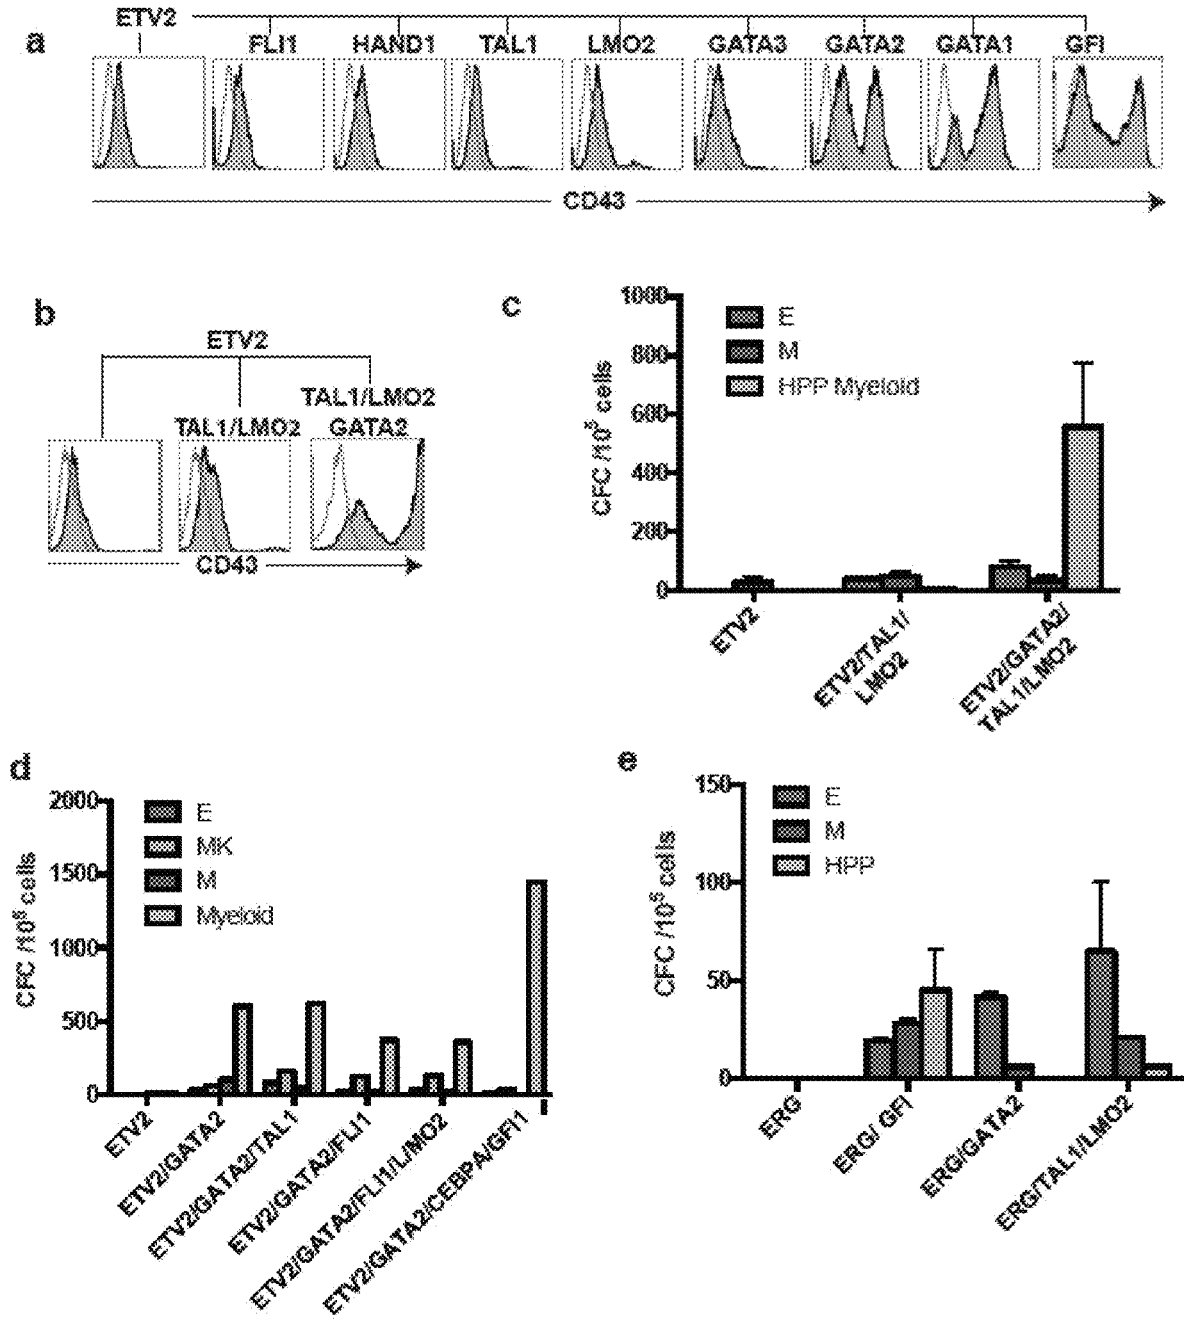 ETV2
a
FLI1 HAND1 TAL1 LMO2 GATA3 GATA2 GATA1 GFI
CD43
b
ETV2
TAL1/LMO2
TAL1/LMO2 GATA2
CD43
c
1000
800
600
400
200
0
CFC /10⁵ cells
E
M
HPP Myeloid
ETV2
ETV2/TAL1/
LMO2
ETV2/GATA2/
TAL1/LMO2
d
2000
1500
1000
500
0
CFC /10⁵ cells
E
MK
M
Myeloid
ETV2
ETV2/GATA2
ETV2/GATA2/TAL1
ETV2/GATA2/FLI1
ETV2/GATA2/FLI1/L/MO2
ETV2/GATA2/CEBPA/GFI1
e
150
100
50
0
CFC /10⁵ cells
E
M
HPP
ERG
ERG/ GFI
ERG/GATA2
ERG/TAL1/LMO2